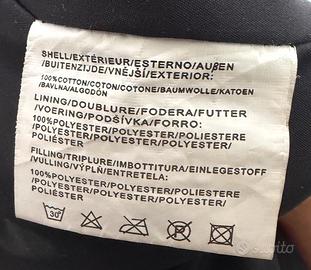 SHELL/EXTÉRIEUR/ESTERNO/AUßEN
/BUITENZIJDE/VNĚJŠÍ/EXTERIOR:
100%COTTON/COTON/COTONE/BAUMWOLLE/KATOEN
/BAVLNA/ALGODÓN
LINING/DOUBLURE/FODERA/FUTTER
/VOERING/PODŠÍVKA/FORRO:
100%POLYESTER/POLYESTER/POLIESTERE
/POLYESTER/POLYESTER/POLYESTER/
POLIÉSTER
FILLING/TRIPLURE/IMBOTTITURA/EINLEGESTOFF
/VULLING/VÝPLŇ/ENTRETELA:
100%POLYESTER/POLYESTER/POLIESTERE
/POLYESTER/POLYESTER/POLYESTER/
POLIÉSTER
30°
subito